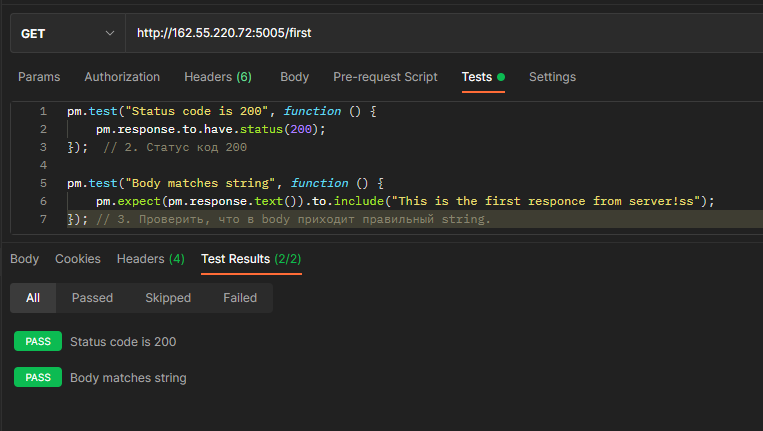 GET http://162.55.220.72:5005/first
Params Authorization Headers (6) Body Pre-request Script Tests Settings
1 pm.test("Status code is 200", function () {
2 pm.response.to.have.status(200);
3 }); // 2. Статус код 200
4
5 pm.test("Body matches string", function () {
6 pm.expect(pm.response.text()).to.include("This is the first responce from server!ss");
7 }); // 3. Проверить, что в body приходит правильный string.
Body Cookies Headers (4) Test Results (2/2)
All Passed Skipped Failed
PASS Status code is 200
PASS Body matches string